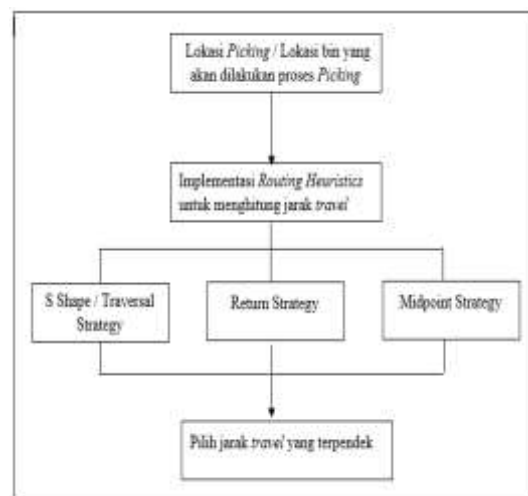 Lokasi Picking / Lokasi bin yang
akan dilakukan proses Picking
Implementasi Routing Heuristics
untuk menghitung jarak travel
S Shape / Traversal
Strategy
Return Strategy
Midpoint Strategy
Pilih jarak travel yang terpendek